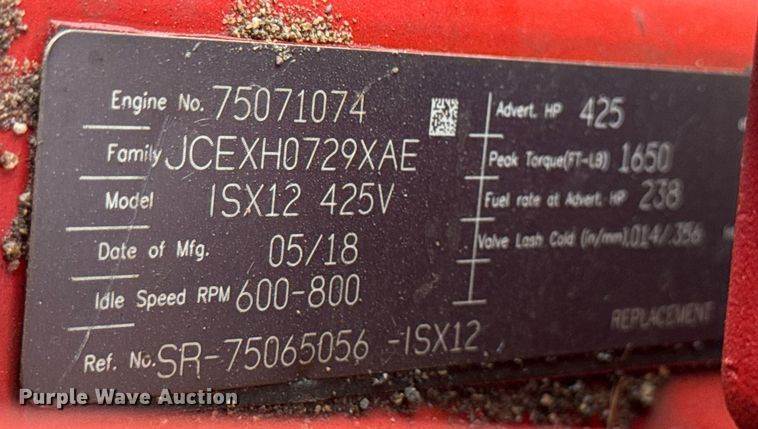 Engine No. 75071074
Family JCEXH0729XAE
Model ISX12 425V
Date of Mfg. 05/18
Idle Speed RPM 600-800
Ref. No. SR-75065056 -ISX12
Advert. HP 425
Peak Torque(FT-LB) 1650
Fuel rate at Advert. HP 238
Valve Lash Cold (in/mm) .014/.356
REPLACEMENT
Purple Wave Auction